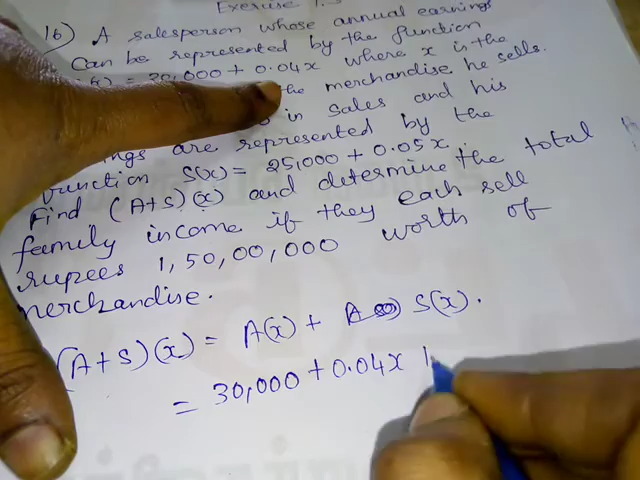 Exercise 1.3
16) A salesperson whose annual earnings
can be represented by the function
= 30,000 + 0.04x where x is the
the merchandise he sells.
in sales and his
are represented by the
function S(x) = 25,000 + 0.05x.
Find (A+S)(x) and determine the total
family income if they each sell
rupees 1,50,00,000 worth of
merchandise.
(A+S)(x) = A(x) + S(x).
= 30,000 + 0.04x